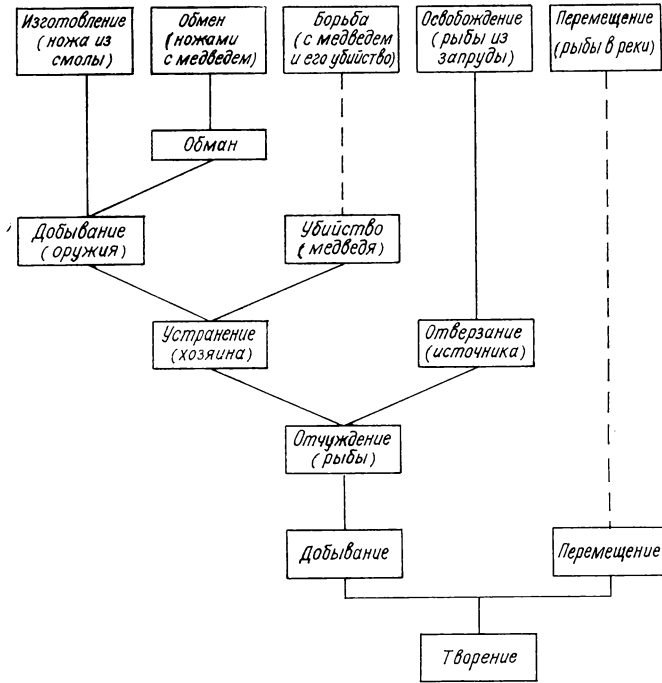 Изготовление
(ножа из
смолы)
Обмен
(ножами
с медведем)
Борьба
(с медведем
и его убийство)
Освобождение
(рыбы из
запруды)
Перемещение
(рыбы в реки)
Обман
Добывание
(оружия)
Убийство
(медведя)
Устранение
(хозяина)
Отверзание
(источника)
Отчуждение
(рыбы)
Добывание
Перемещение
Творение